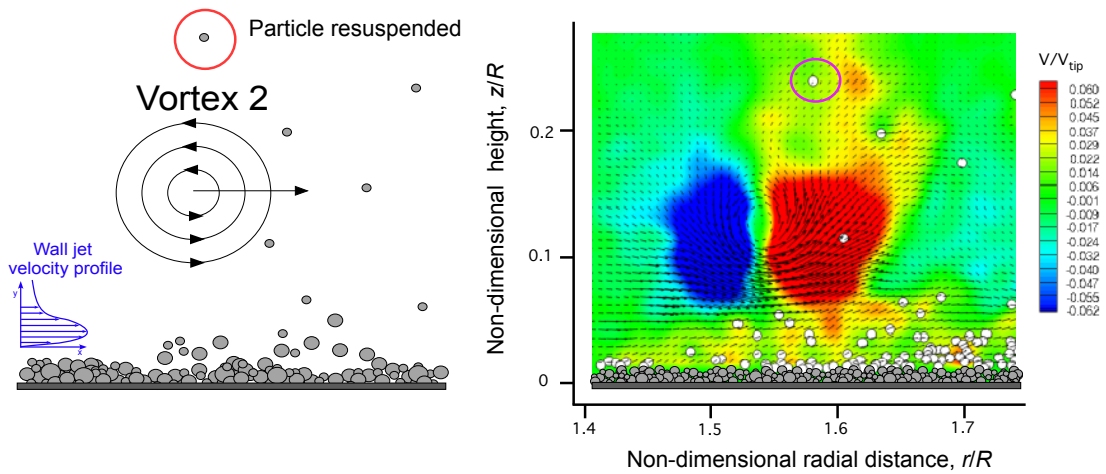 Particle resuspended
Vortex 2
Wall jet
velocity profile
y
x
Non-dimensional height, z/R
0.2
0.1
0
1.4
1.5
1.6
1.7
Non-dimensional radial distance, r/R
V/Vtip
0.060
0.052
0.045
0.037
0.029
0.021
0.014
0.006
-0.001
-0.009
-0.017
-0.024
-0.032
-0.040
-0.047
-0.055
-0.062